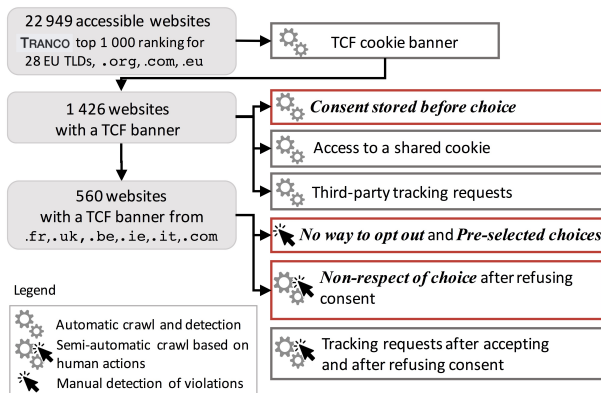 22 949 accessible websites
TRANCO top 1 000 ranking for
28 EU TLDs, .org, .com, .eu
TCF cookie banner
1 426 websites
with a TCF banner
Consent stored before choice
Access to a shared cookie
Third-party tracking requests
560 websites
with a TCF banner from
.fr,.uk,.be,.ie,.it,.com
No way to opt out and Pre-selected choices
Non-respect of choice after refusing
consent
Tracking requests after accepting
and after refusing consent
Legend
Automatic crawl and detection
Semi-automatic crawl based on
human actions
Manual detection of violations